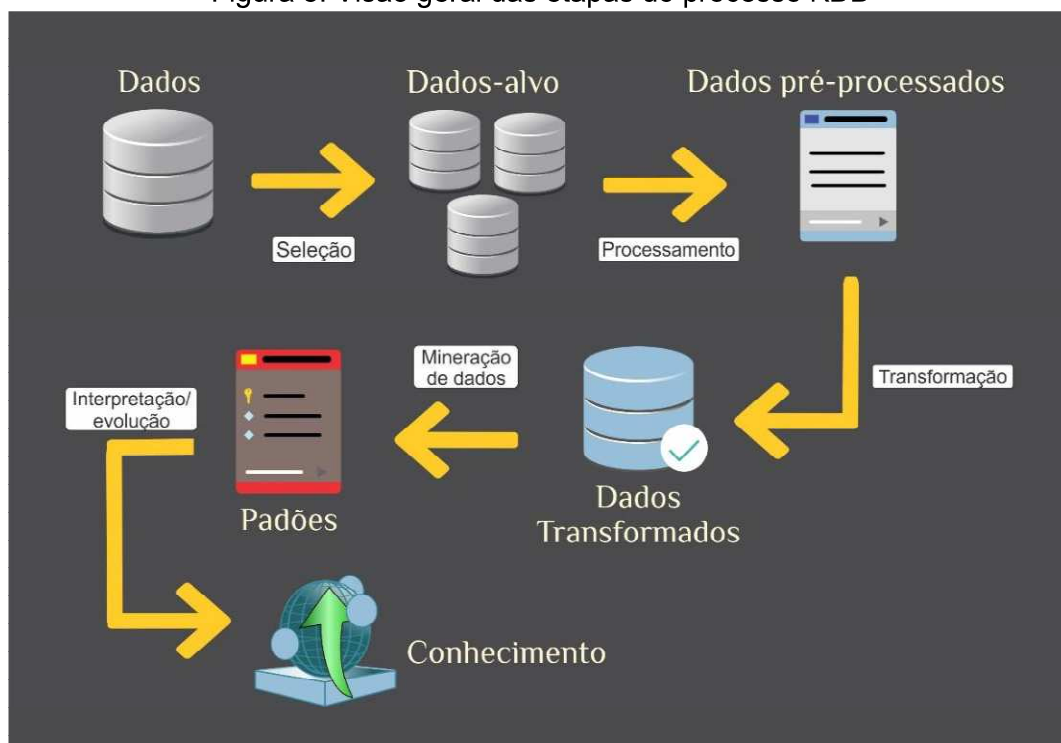 Dados
Dados-alvo
Dados pré-processados
Seleção
Processamento
Transformação
Mineração
de dados
Dados
Transformados
Padões
Interpretação/
evolução
Conhecimento